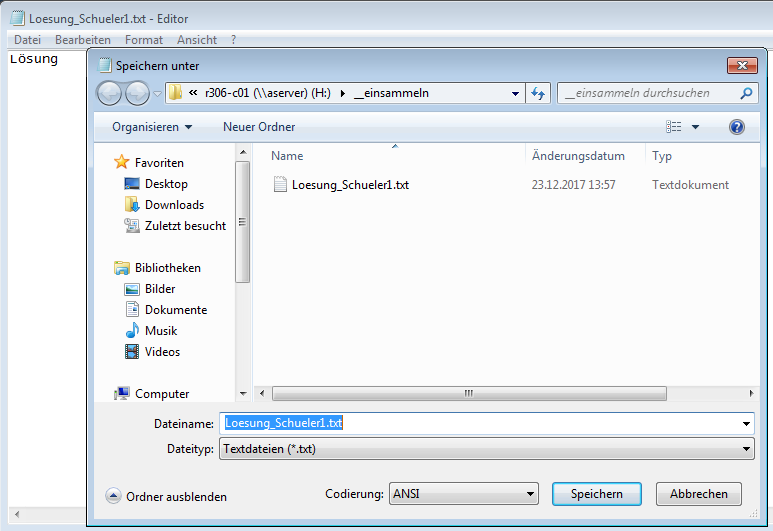 Loesung_Schueler1.txt - Editor
Datei Bearbeiten Format Ansicht ?
Lösung
Speichern unter
« r306-c01 (\\aserver) (H:) __einsammeln
__einsammeln durchsuchen
Organisieren Neuer Ordner
Favoriten
Desktop
Downloads
Zuletzt besucht
Bibliotheken
Bilder
Dokumente
Musik
Videos
Computer
Name Änderungsdatum Typ
Loesung_Schueler1.txt 23.12.2017 13:57 Textdokument
Dateiname: Loesung_Schueler1.txt
Dateityp: Textdateien (*.txt)
Ordner ausblenden Codierung: ANSI Speichern Abbrechen